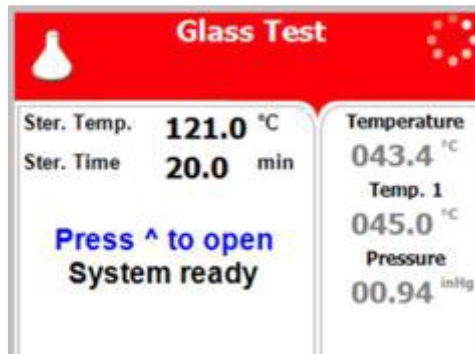 Glass Test
Ster. Temp. 121.0 °C
Ster. Time 20.0 min
Press ^ to open
System ready
Temperature
043.4 °C
Temp. 1
045.0 °C
Pressure
00.94 inHg